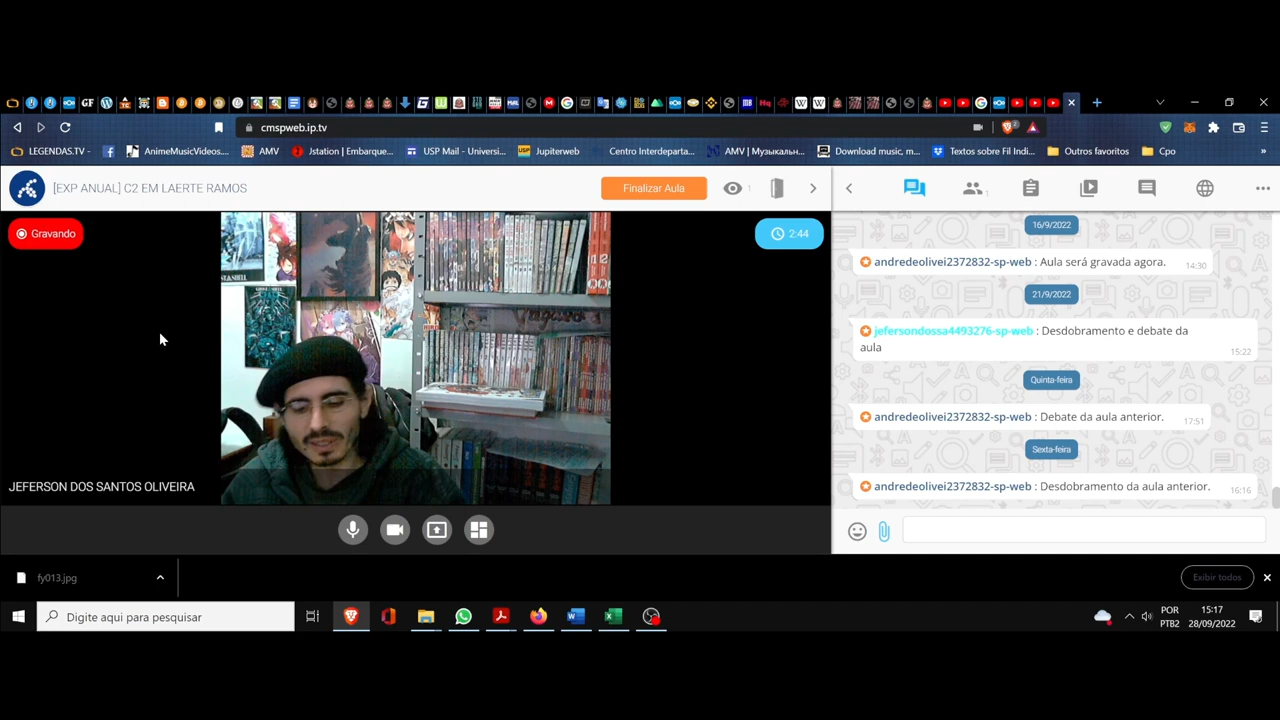 cmspweb.ip.tv
LEGENDAS.TV -
AnimeMusicVideos....
AMV
Jstation | Embarque...
USP Mail - Universi...
Jupiterweb
Centro Interdeparta...
AMV | Музыкальн...
Download music, m...
Textos sobre Fil Indi...
Outros favoritos
Cpo
»
[EXP ANUAL] C2 EM LAERTE RAMOS
Finalizar Aula
1
1
Gravando
2:44
JEFERSON DOS SANTOS OLIVEIRA
16/9/2022
andredeolivei2372832-sp-web : Aula será gravada agora.
14:30
21/9/2022
jefersondossa4493276-sp-web : Desdobramento e debate da
aula
15:22
Quinta-feira
andredeolivei2372832-sp-web : Debate da aula anterior.
17:51
Sexta-feira
andredeolivei2372832-sp-web : Desdobramento da aula anterior.
16:16
fy013.jpg
Exibir todos
Digite aqui para pesquisar
POR
PTB2
15:17
28/09/2022